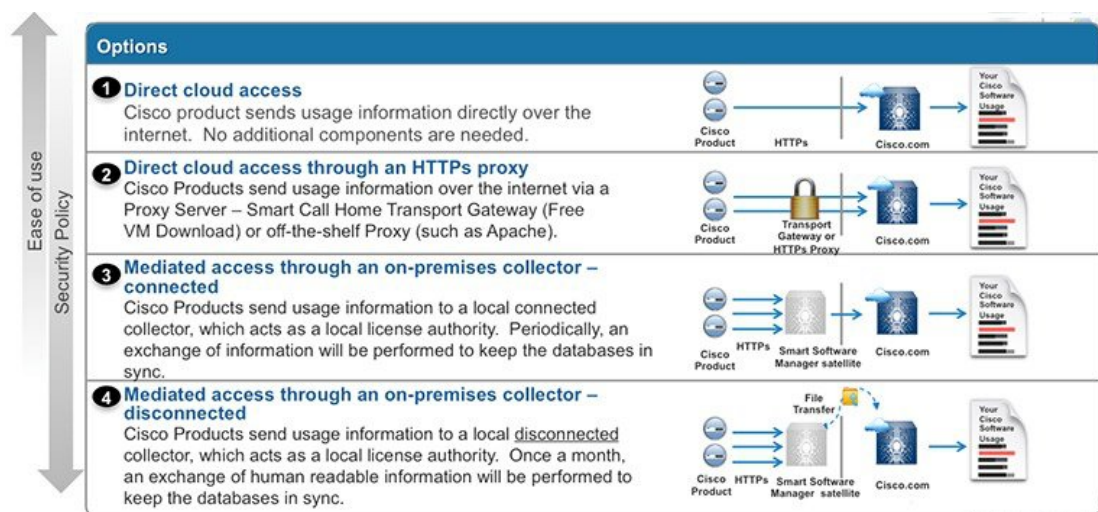 Options
Ease of use
Security Policy
1 Direct cloud access
Cisco product sends usage information directly over the
internet. No additional components are needed.
Cisco
Product
HTTPs
Cisco.com
Your
Cisco
Software
Usage
2 Direct cloud access through an HTTPs proxy
Cisco Products send usage information over the internet via a
Proxy Server – Smart Call Home Transport Gateway (Free
VM Download) or off-the-shelf Proxy (such as Apache).
Cisco
Product
Transport
Gateway or
HTTPs Proxy
Cisco.com
Your
Cisco
Software
Usage
3 Mediated access through an on-premises collector –
connected
Cisco Products send usage information to a local connected
collector, which acts as a local license authority. Periodically, an
exchange of information will be performed to keep the databases in
sync.
Cisco
Product
HTTPs
Smart Software
Manager satellite
Cisco.com
Your
Cisco
Software
Usage
4 Mediated access through an on-premises collector –
disconnected
Cisco Products send usage information to a local disconnected
collector, which acts as a local license authority. Once a month,
an exchange of human readable information will be performed to
keep the databases in sync.
File
Transfer
Cisco
Product
HTTPs
Smart Software
Manager satellite
Cisco.com
Your
Cisco
Software
Usage